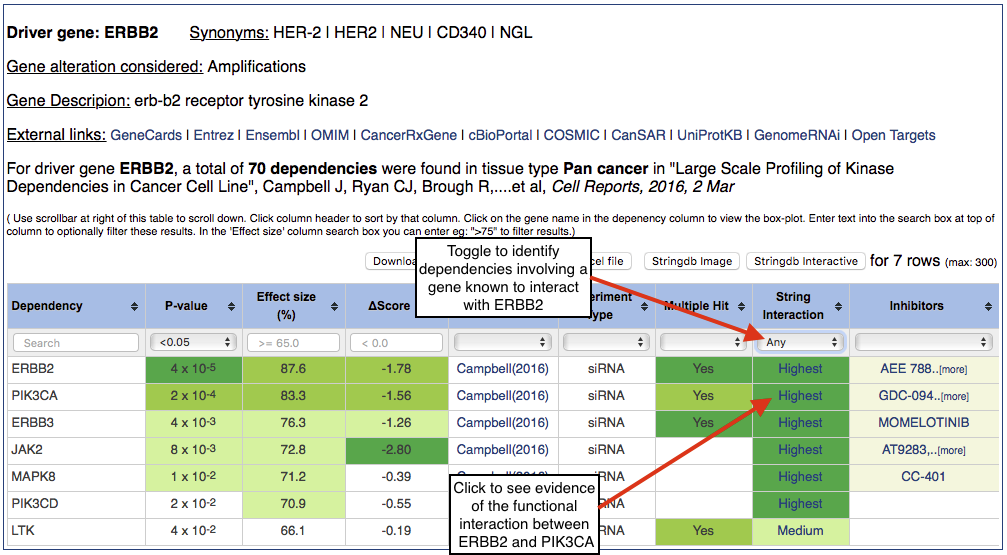 Driver gene: ERBB2 Synonyms: HER-2 | HER2 | NEU | CD340 | NGL
Gene alteration considered: Amplifications
Gene Descripion: erb-b2 receptor tyrosine kinase 2
External links: GeneCards | Entrez | Ensembl | OMIM | CancerRxGene | cBioPortal | COSMIC | CanSAR | UniProtKB | GenomeRNAi | Open Targets
For driver gene ERBB2, a total of 70 dependencies were found in tissue type Pan cancer in "Large Scale Profiling of Kinase
Dependencies in Cancer Cell Line", Campbell J, Ryan CJ, Brough R,....et al, Cell Reports, 2016, 2 Mar
( Use scrollbar at right of this table to scroll down. Click column header to sort by that column. Click on the gene name in the depenency column to view the box-plot. Enter text into the search box at top of
column to optionally filter these results. In the 'Effect size' column search box you can enter eg: ">75" to filter results.)
Toggle to identify
dependencies involving a
gene known to interact
with ERBB2
file Stringdb Image Stringdb Interactive for 7 rows (max: 300)
Dependency P-value Effect size (%) ΔScore Multiple Hit String Interaction Inhibitors
Search <0.05 >= 65.0 < 0.0 Any
ERBB2 4 x 10-5 87.6 -1.78 Campbell(2016) siRNA Yes Highest AEE 788..[more]
PIK3CA 2 x 10-4 83.3 -1.56 Campbell(2016) siRNA Yes Highest GDC-094..[more]
ERBB3 4 x 10-3 76.3 -1.26 Campbell(2016) siRNA Yes Highest MOMELOTINIB
JAK2 8 x 10-3 72.8 -2.80 Campbell(2016) siRNA Highest AT9283,..[more]
MAPK8 1 x 10-2 71.2 -0.39 Highest CC-401
PIK3CD 2 x 10-2 70.9 -0.55 Highest
LTK 4 x 10-2 66.1 -0.19 Yes Medium
Click to see evidence
of the functional
interaction between
ERBB2 and PIK3CA